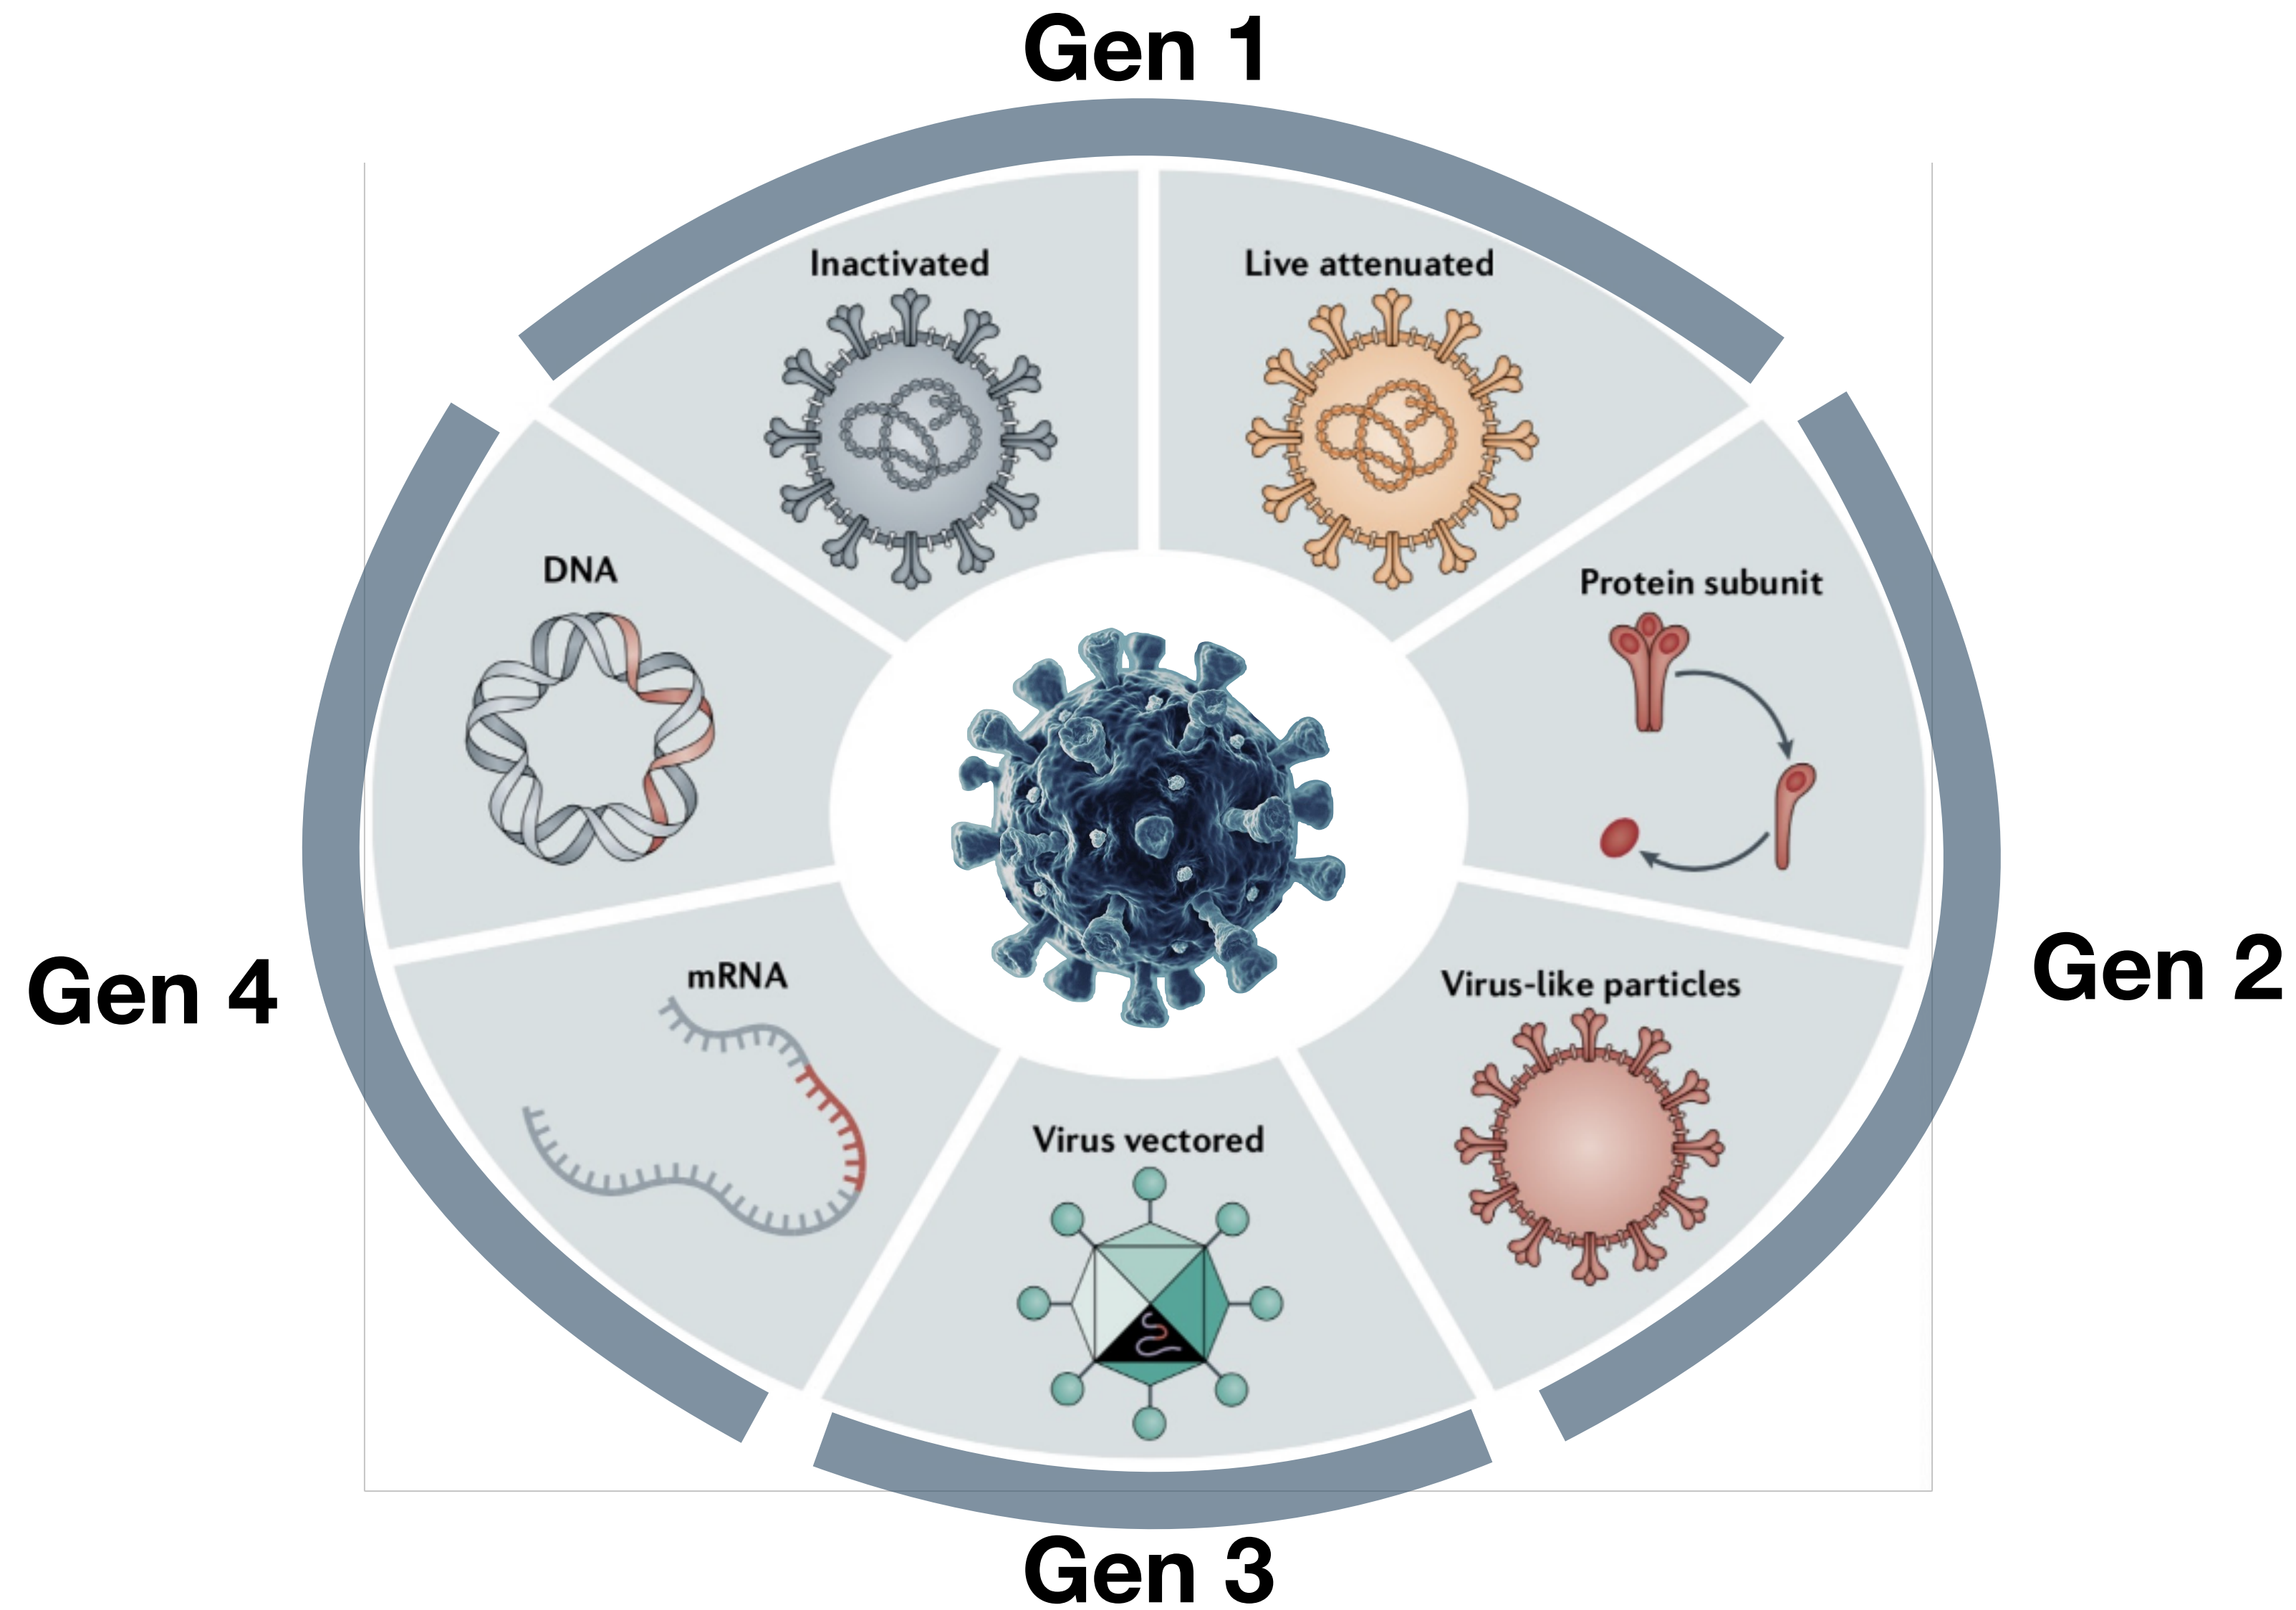 Gen 1
Inactivated
Live attenuated
DNA
Protein subunit
Gen 4
Gen 2
mRNA
Virus-like particles
Virus vectored
Gen 3